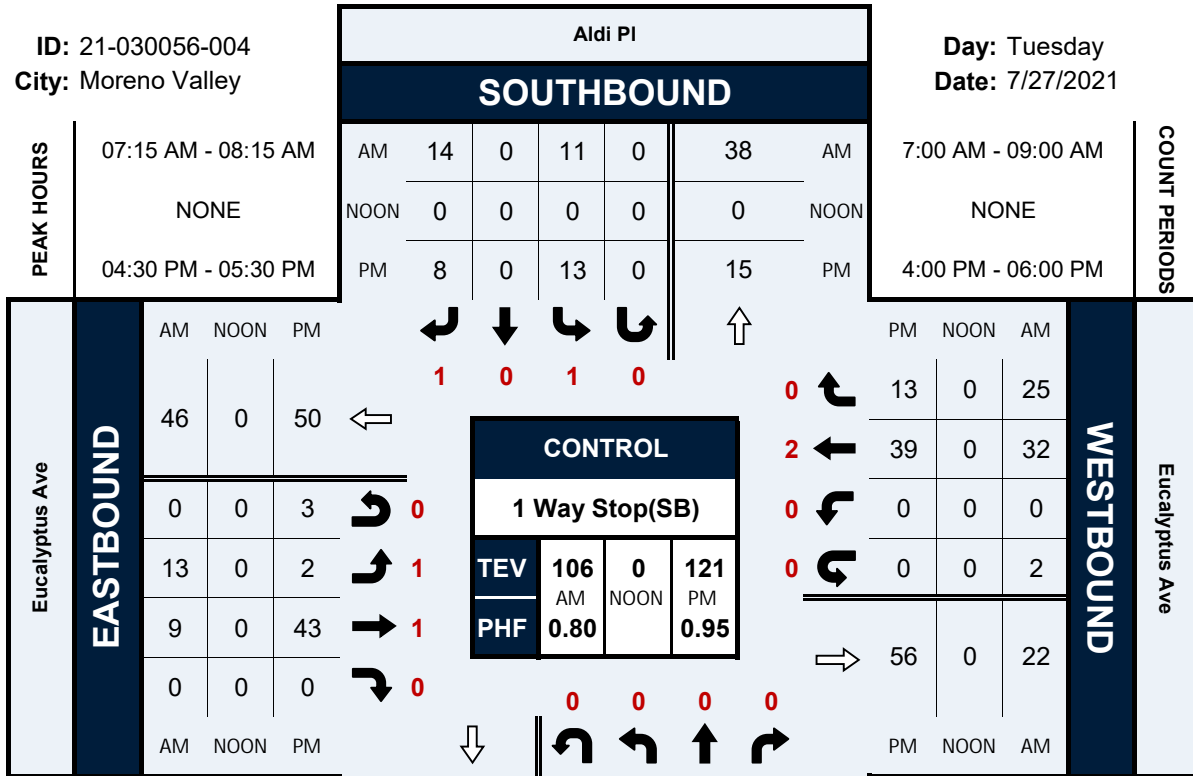 ID: 21-030056-004
City: Moreno Valley
Aldi Pl
SOUTHBOUND
Day: Tuesday
Date: 7/27/2021
PEAK HOURS
07:15 AM - 08:15 AM
NONE
04:30 PM - 05:30 PM
AM 14 0 11 0 38 AM
NOON 0 0 0 0 0 NOON
PM 8 0 13 0 15 PM
7:00 AM - 09:00 AM
NONE
4:00 PM - 06:00 PM
COUNT PERIODS
1 0 1 0
Eucalyptus Ave
EASTBOUND
AM NOON PM
46 0 50
0 0 3 0
13 0 2 1
9 0 43 1
0 0 0 0
AM NOON PM
CONTROL
1 Way Stop(SB)
TEV 106 0 121
AM NOON PM
PHF 0.80 0.95
PM NOON AM
0 13 0 25
2 39 0 32
0 0 0 0
0 0 0 2
56 0 22
PM NOON AM
WESTBOUND
Eucalyptus Ave
0 0 0 0